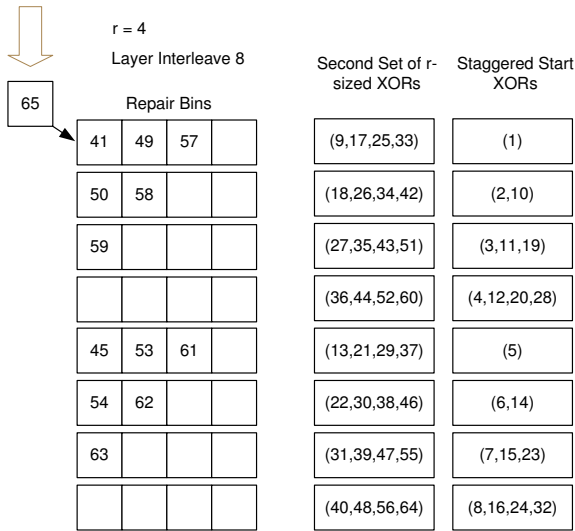 r = 4
Layer Interleave 8
65
Repair Bins
Second Set of r-
sized XORs
Staggered Start
XORs
41 49 57 (9,17,25,33) (1)
50 58 (18,26,34,42) (2,10)
59 (27,35,43,51) (3,11,19)
(36,44,52,60) (4,12,20,28)
45 53 61 (13,21,29,37) (5)
54 62 (22,30,38,46) (6,14)
63 (31,39,47,55) (7,15,23)
(40,48,56,64) (8,16,24,32)